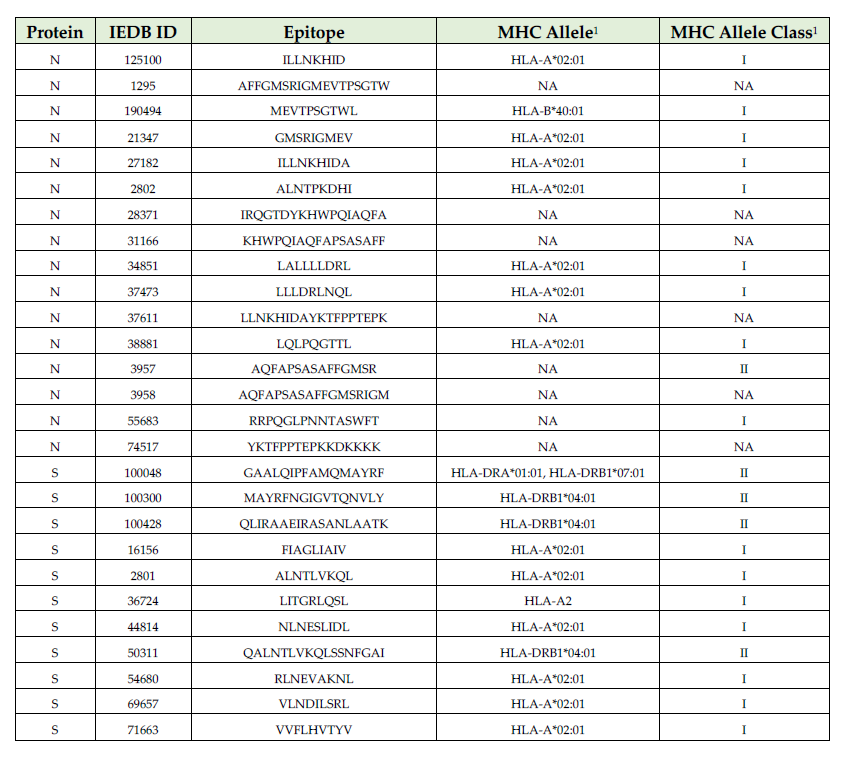 Protein IEDB ID Epitope MHC Allele¹ MHC Allele Class¹
N 125100 ILLNKHID HLA-A*02:01 I
N 1295 AFFGMSRIGMEVTPSGTW NA NA
N 190494 MEVTPSGTWL HLA-B*40:01 I
N 21347 GMSRIGMEV HLA-A*02:01 I
N 27182 ILLNKHIDA HLA-A*02:01 I
N 2802 ALNTPKDHI HLA-A*02:01 I
N 28371 IRQGTDYKHWPQIAQFA NA NA
N 31166 KHWPQIAQFAPSASAFF NA NA
N 34851 LALLLLDRL HLA-A*02:01 I
N 37473 LLLDRLNQL HLA-A*02:01 I
N 37611 LLNKHIDAYKTFPPTEPK NA NA
N 38881 LQLPQGTTL HLA-A*02:01 I
N 3957 AQFAPSASAFFGMSR NA II
N 3958 AQFAPSASAFFGMSRIGM NA NA
N 55683 RRPQGLPNNTASWFT NA I
N 74517 YKTFPPTEPKKDKKKK NA NA
S 100048 GAALQIPFAMQMAYRF HLA-DRA*01:01, HLA-DRB1*07:01 II
S 100300 MAYRFNGIGVTQNVLY HLA-DRB1*04:01 II
S 100428 QLIRAAEIRASANLAATK HLA-DRB1*04:01 II
S 16156 FIAGLIAIV HLA-A*02:01 I
S 2801 ALNTLVKQL HLA-A*02:01 I
S 36724 LITGRLQSL HLA-A2 I
S 44814 NLNESLIDL HLA-A*02:01 I
S 50311 QALNTLVKQLSSNFGAI HLA-DRB1*04:01 II
S 54680 RLNEVAKNL HLA-A*02:01 I
S 69657 VLNDILSRL HLA-A*02:01 I
S 71663 VVFLHVTYV HLA-A*02:01 I